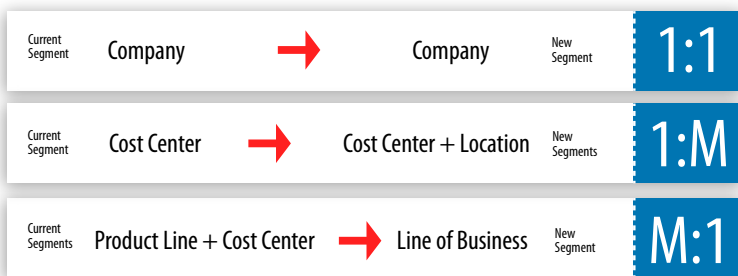 Current
Segment
Company
Company
New
Segment
1:1
Current
Segment
Cost Center
Cost Center + Location
New
Segments
1:M
Current
Segments
Product Line + Cost Center
Line of Business
New
Segment
M:1